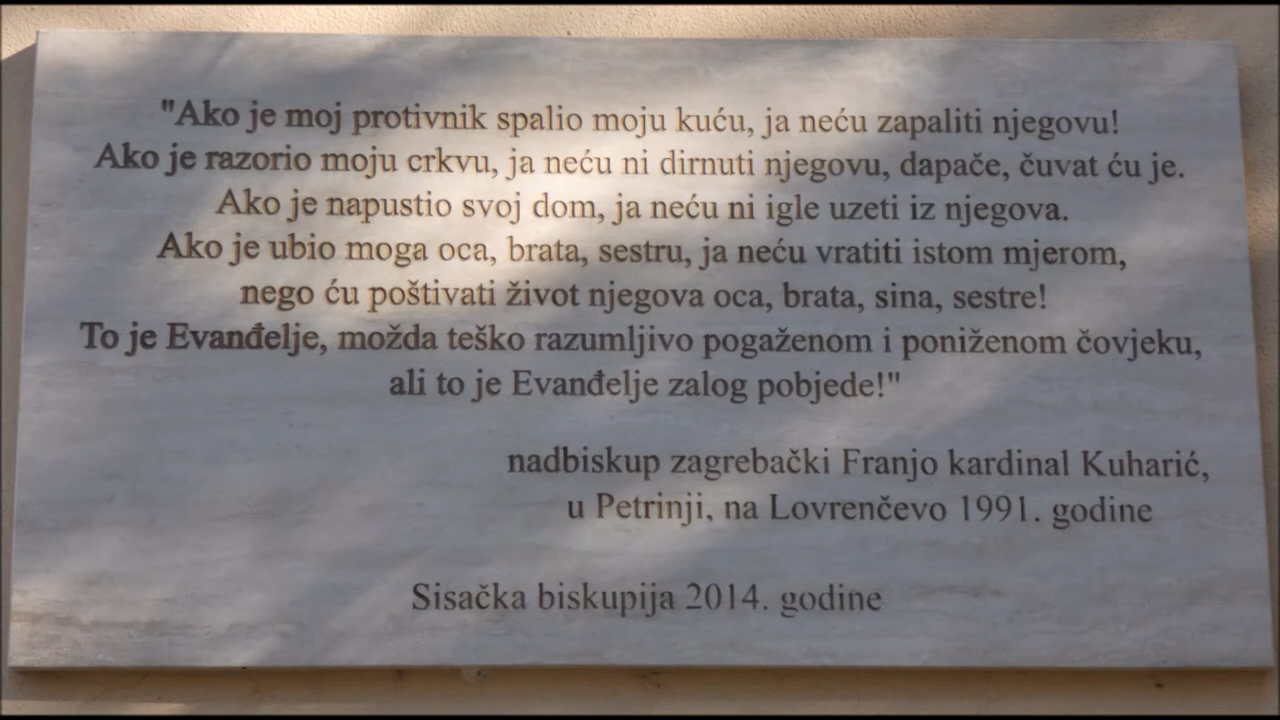 "Ako je moj protivnik spalio moju kuću, ja neću zapaliti njegovu!
Ako je razorio moju crkvu, ja neću ni dirnuti njegovu, dapače, čuvat ću je.
Ako je napustio svoj dom, ja neću ni igle uzeti iz njegova.
Ako je ubio moga oca, brata, sestru, ja neću vratiti istom mjerom,
nego ću poštivati život njegova oca, brata, sina, sestre!
To je Evanđelje, možda teško razumljivo pogaženom i poniženom čovjeku,
ali to je Evanđelje zalog pobjede!"
nadbiskup zagrebački Franjo kardinal Kuharić,
u Petrinji, na Lovrenčevo 1991. godine
Sisačka biskupija 2014. godine